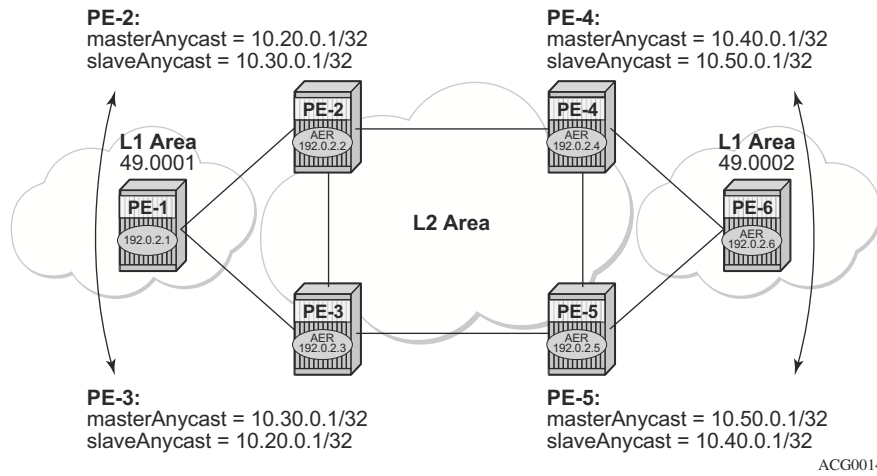 PE-2:
masterAnycast = 10.20.0.1/32
slaveAnycast = 10.30.0.1/32
PE-4:
masterAnycast = 10.40.0.1/32
slaveAnycast = 10.50.0.1/32
PE-2
AER
192.0.2.2
PE-4
AER
192.0.2.4
L1 Area
49.0001
L1 Area
49.0002
PE-1
192.0.2.1
L2 Area
PE-6
AER
192.0.2.6
PE-3
AER
192.0.2.3
PE-5
AER
192.0.2.5
PE-3:
masterAnycast = 10.30.0.1/32
slaveAnycast = 10.20.0.1/32
PE-5:
masterAnycast = 10.50.0.1/32
slaveAnycast = 10.40.0.1/32